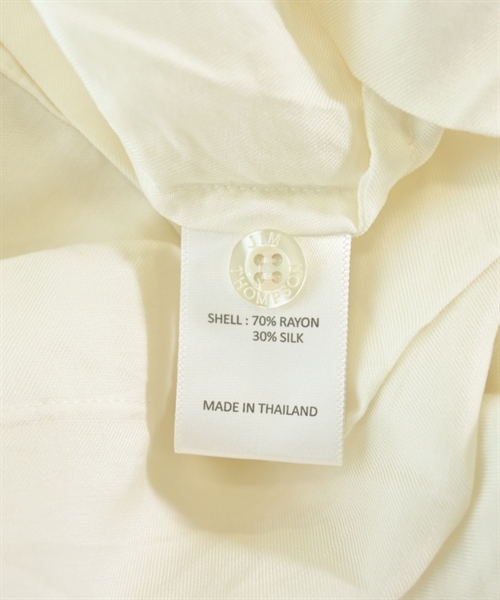 JIM
THOMPSON
SHELL : 70% RAYON
30% SILK
MADE IN THAILAND